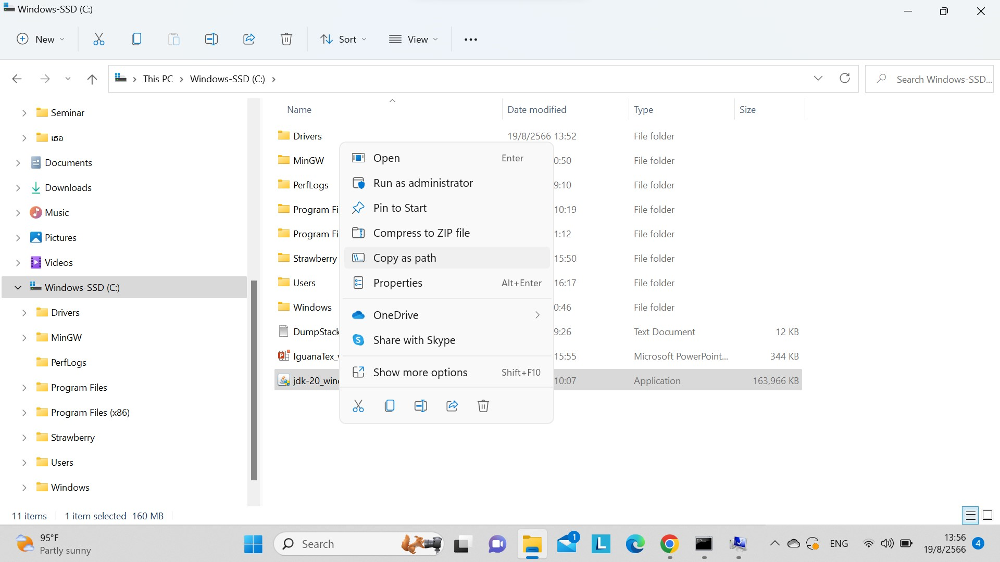 Windows-SSD (C:)
New
Sort
View
This PC
Windows-SSD (C:)
Search Windows-SSD...
Seminar
เธอ
Documents
Downloads
Music
Pictures
Videos
Windows-SSD (C:)
Drivers
MinGW
PerfLogs
Program Files
Program Files (x86)
Strawberry
Users
Windows
Name Date modified Type Size
Drivers 19/8/2566 13:52 File folder
MinGW 0:50 File folder
PerfLogs 9:10 File folder
Program Fi 10:19 File folder
Program Fi 1:12 File folder
Strawberry 15:50 File folder
Users 16:17 File folder
Windows 0:46 File folder
DumpStack 9:26 Text Document 12 KB
IguanaTex_v 15:55 Microsoft PowerPoint... 344 KB
jdk-20_wind 10:07 Application 163,966 KB
Open Enter
Run as administrator
Pin to Start
Compress to ZIP file
Copy as path
Properties Alt+Enter
OneDrive
Share with Skype
Show more options Shift+F10
11 items 1 item selected 160 MB
95°F
Partly sunny
Search
1
L
ENG
13:56
19/8/2566
4